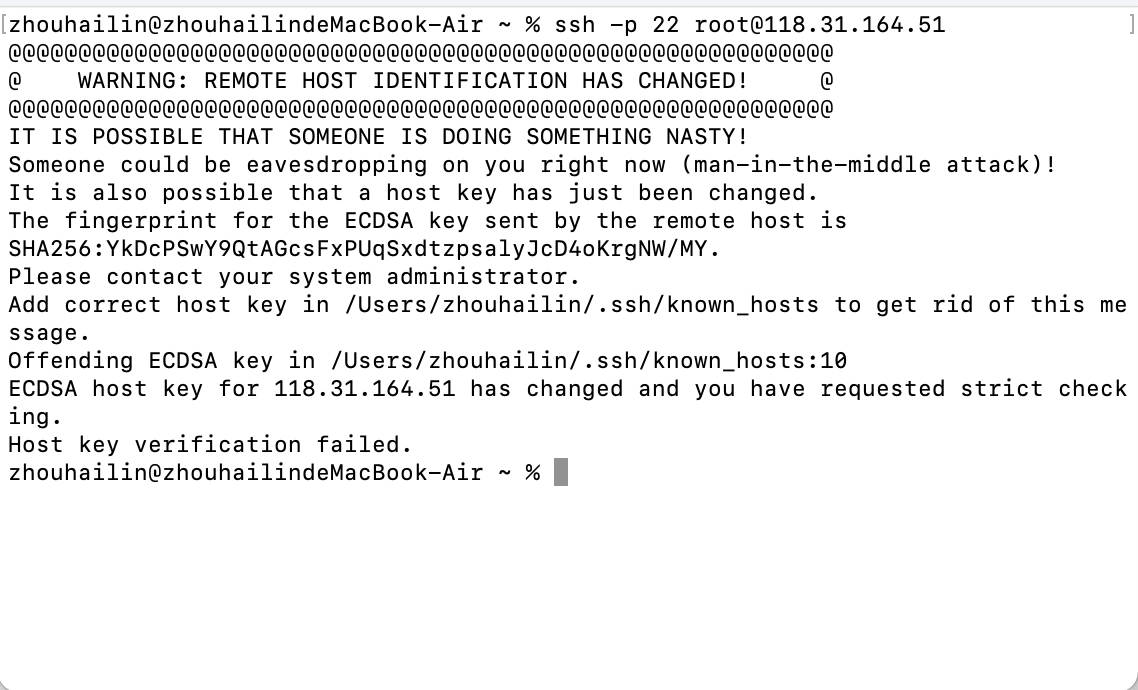 [zhouhailin@zhouhailindeMacBook-Air ~ % ssh -p 22 root@118.31.164.51 ]
@@@@@@@@@@@@@@@@@@@@@@@@@@@@@@@@@@@@@@@@@@@@@@@@@@@@@@@@@@@
@    WARNING: REMOTE HOST IDENTIFICATION HAS CHANGED!     @
@@@@@@@@@@@@@@@@@@@@@@@@@@@@@@@@@@@@@@@@@@@@@@@@@@@@@@@@@@@
IT IS POSSIBLE THAT SOMEONE IS DOING SOMETHING NASTY!
Someone could be eavesdropping on you right now (man-in-the-middle attack)!
It is also possible that a host key has just been changed.
The fingerprint for the ECDSA key sent by the remote host is
SHA256:YkDcPSwY9QtAGcsFxPUqSxdtzpsalyJcD4oKrgNW/MY.
Please contact your system administrator.
Add correct host key in /Users/zhouhailin/.ssh/known_hosts to get rid of this me
ssage.
Offending ECDSA key in /Users/zhouhailin/.ssh/known_hosts:10
ECDSA host key for 118.31.164.51 has changed and you have requested strict check
ing.
Host key verification failed.
zhouhailin@zhouhailindeMacBook-Air ~ %